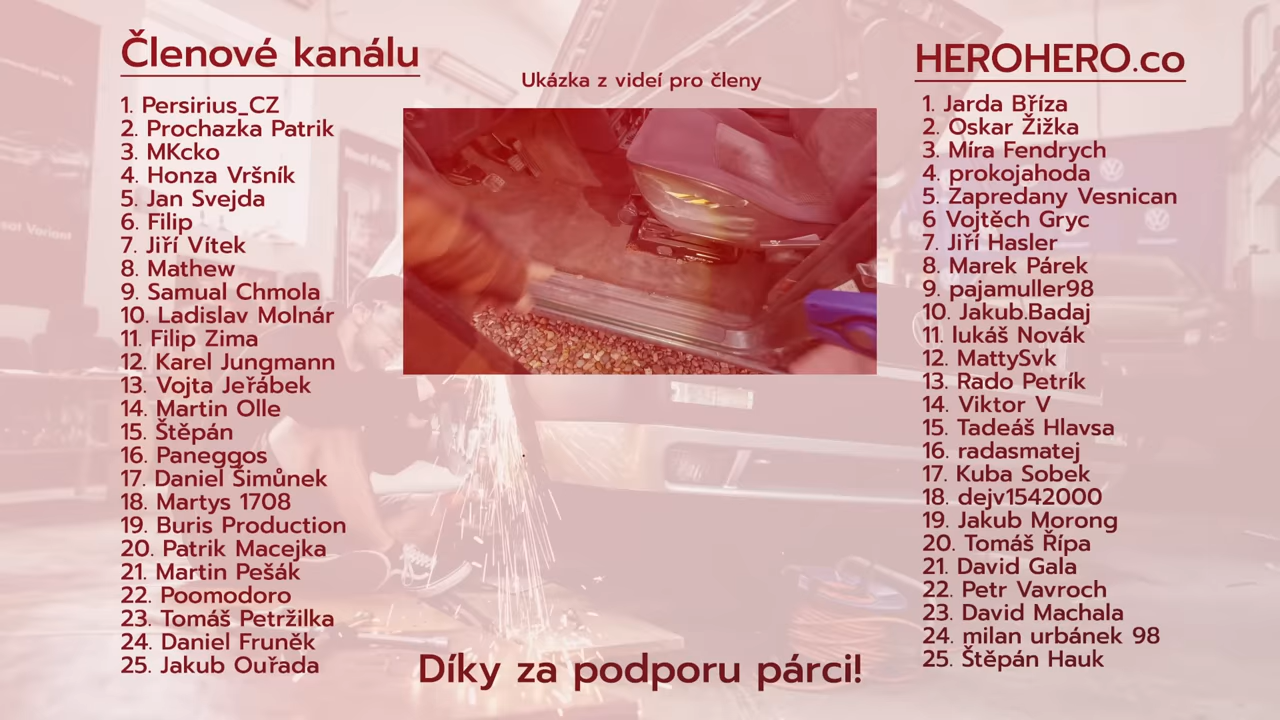 Členové kanálu
1. Persirius_CZ
2. Prochazka Patrik
3. MKcko
4. Honza Vršník
5. Jan Svejda
6. Filip
7. Jiří Vítek
8. Mathew
9. Samual Chmola
10. Ladislav Molnár
11. Filip Zima
12. Karel Jungmann
13. Vojta Jeřábek
14. Martin Olle
15. Štěpán
16. Paneggos
17. Daniel Šimůnek
18. Martys 1708
19. Buris Production
20. Patrik Macejka
21. Martin Pešák
22. Poomodoro
23. Tomáš Petržilka
24. Daniel Fruněk
25. Jakub Ouřada
Ukázka z videí pro členy
HEROHERO.co
1. Jarda Bříza
2. Oskar Žižka
3. Míra Fendrych
4. prokojahoda
5. Zapredany Vesnican
6 Vojtěch Gryc
7. Jiří Hasler
8. Marek Párek
9. pajamuller98
10. Jakub.Badaj
11. lukáš Novák
12. MattySvk
13. Rado Petrík
14. Viktor V
15. Tadeáš Hlavsa
16. radasmatej
17. Kuba Sobek
18. dejv1542000
19. Jakub Morong
20. Tomáš Řípa
21. David Gala
22. Petr Vavroch
23. David Machala
24. milan urbánek 98
25. Štěpán Hauk
Díky za podporu párci!